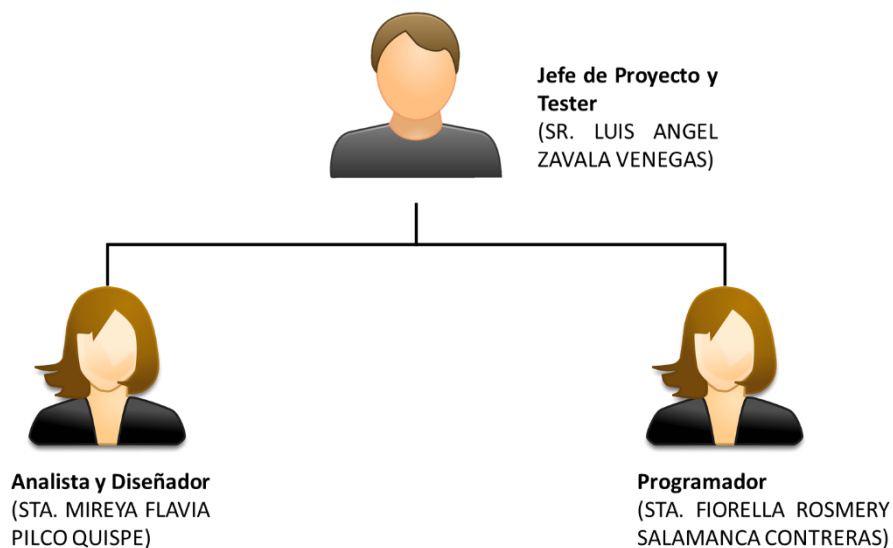 Jefe de Proyecto y
Tester
(SR. LUIS ANGEL
ZAVALA VENEGAS)
Analista y Diseñador
(STA. MIREYA FLAVIA
PILCO QUISPE)
Programador
(STA. FIORELLA ROSMERY
SALAMANCA CONTRERAS)